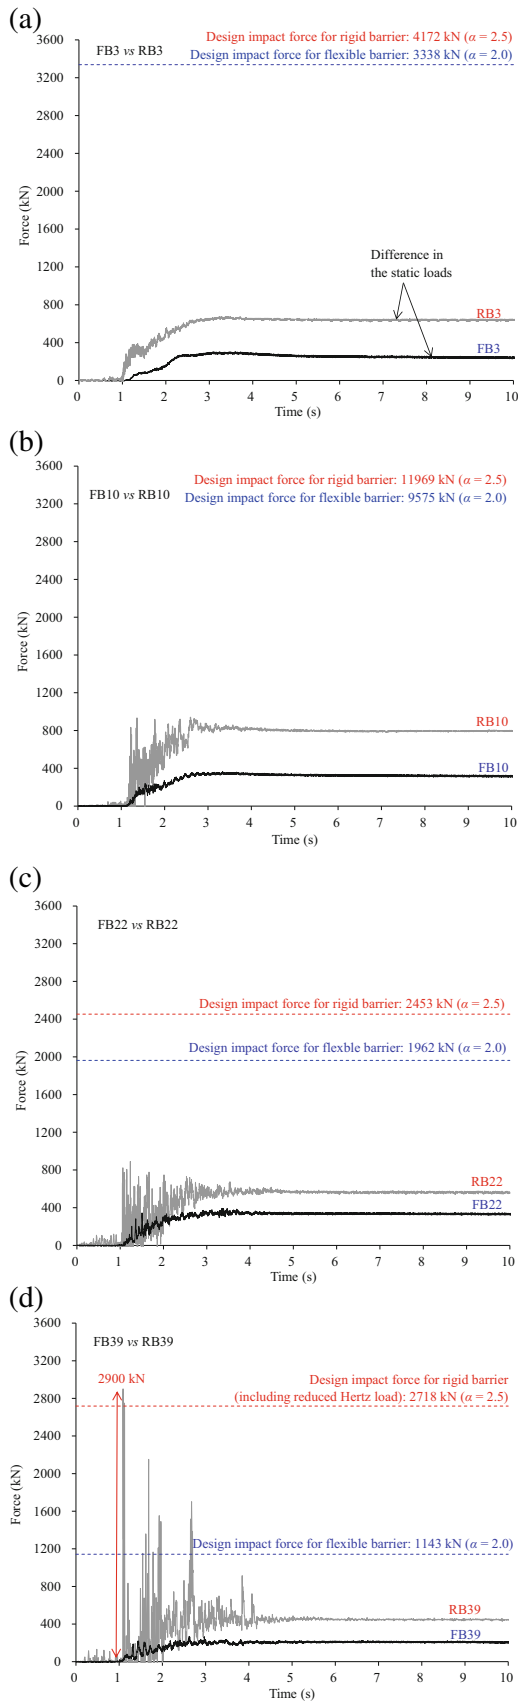 (a)
Design impact force for rigid barrier: 4172 kN (α = 2.5)
FB3 vs RB3
Design impact force for flexible barrier: 3338 kN (α = 2.0)
3600
3200
2800
2400
2000
1600
1200
800
400
0
Force (kN)
Difference in
the static loads
RB3
FB3
0 1 2 3 4 5 6 7 8 9 10
Time (s)
(b)
3600
3200
2800
2400
2000
1600
1200
800
400
0
Force (kN)
Design impact force for rigid barrier: 11969 kN (α = 2.5)
FB10 vs RB10
Design impact force for flexible barrier: 9575 kN (α = 2.0)
RB10
FB10
0 1 2 3 4 5 6 7 8 9 10
Time (s)
(c)
3600
3200
2800
2400
2000
1600
1200
800
400
0
Force (kN)
FB22 vs RB22
Design impact force for rigid barrier: 2453 kN (α = 2.5)
Design impact force for flexble barrier: 1962 kN (α = 2.0)
RB22
FB22
0 1 2 3 4 5 6 7 8 9 10
Time (s)
(d)
3600
3200
2800
2400
2000
1600
1200
800
400
0
Force (kN)
FB39 vs RB39
2900 kN
Design impact force for rigid barrier
(including reduced Hertz load): 2718 kN (α = 2.5)
Design impact force for flexible barrier: 1143 kN (α = 2.0)
RB39
FB39
0 1 2 3 4 5 6 7 8 9 10
Time (s)